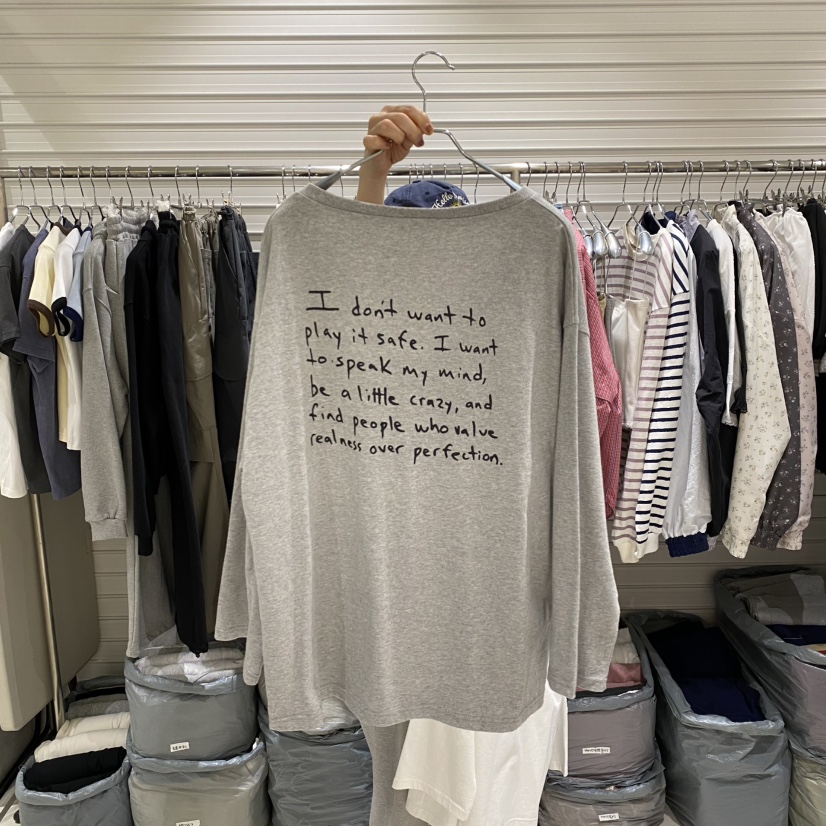 Hello
I don't want to
play it safe. I want
to speak my mind,
be a little crazy, and
find people who value
realness over perfection.